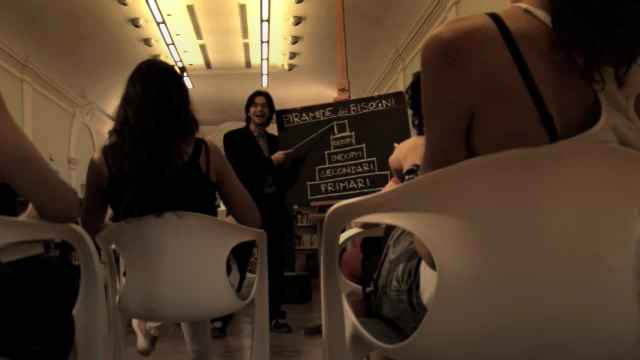 PIRAMIDE dei BISOGNI
INDOTTI
SECONDARI
PRIMARI